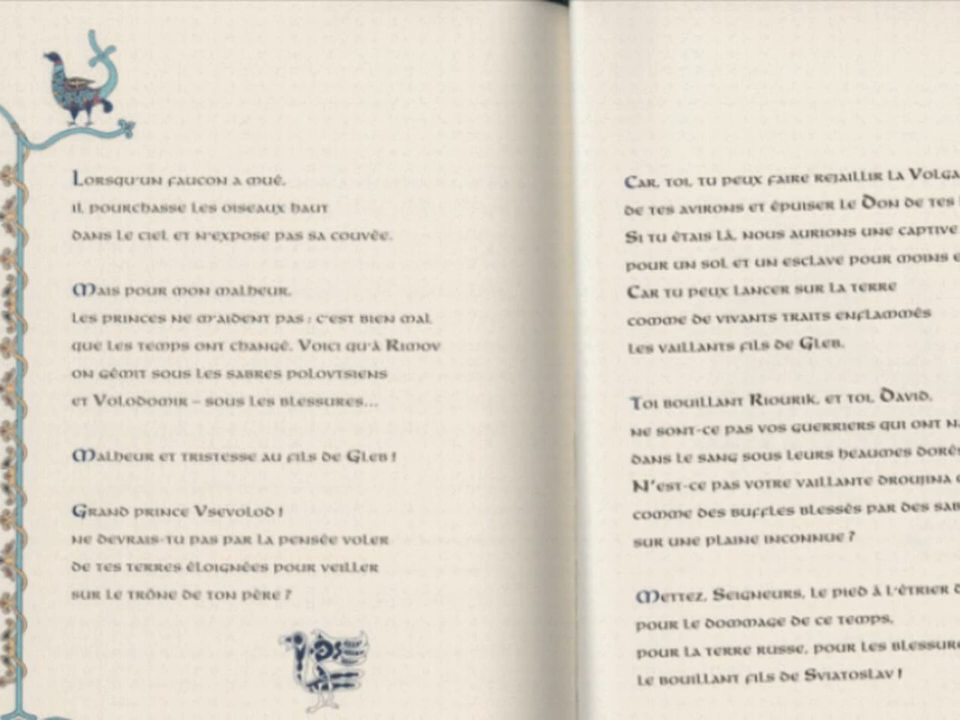 Lorsqu'un faucon a mué,
il pourchasse les oiseaux haut
dans le ciel et n'expose pas sa couvée.
Mais pour mon malheur,
les princes ne m'aident pas : c'est bien mal
que les temps ont changé. Voici qu'à Rimov
on gémit sous les sabres polovtsiens
et Volodomir – sous les blessures...
Malheur et tristesse au fils de Gleb !
Grand prince Vsevolod !
ne devrais-tu pas par la pensée voler
de tes terres éloignées pour veiller
sur le trône de ton père ?
Car, toi, tu peux faire rejaillir la Volga
de tes avirons et épuiser le Don de tes
Si tu étais là, nous aurions une captive
pour un sol et un esclave pour moins
Car tu peux lancer sur la terre
comme de vivants traits enflammés
les vaillants fils de Gleb.
Toi bouillant Riourik, et toi, David,
ne sont-ce pas vos guerriers qui ont
dans le sang sous leurs heaumes
N'est-ce pas votre vaillante droujina
comme des buffles blessés par des
sur une plaine inconnue ?
Mettez, Seigneurs, le pied à l'étrier
pour le dommage de ce temps,
pour la terre russe, pour les
le bouillant fils de Sviatoslav !